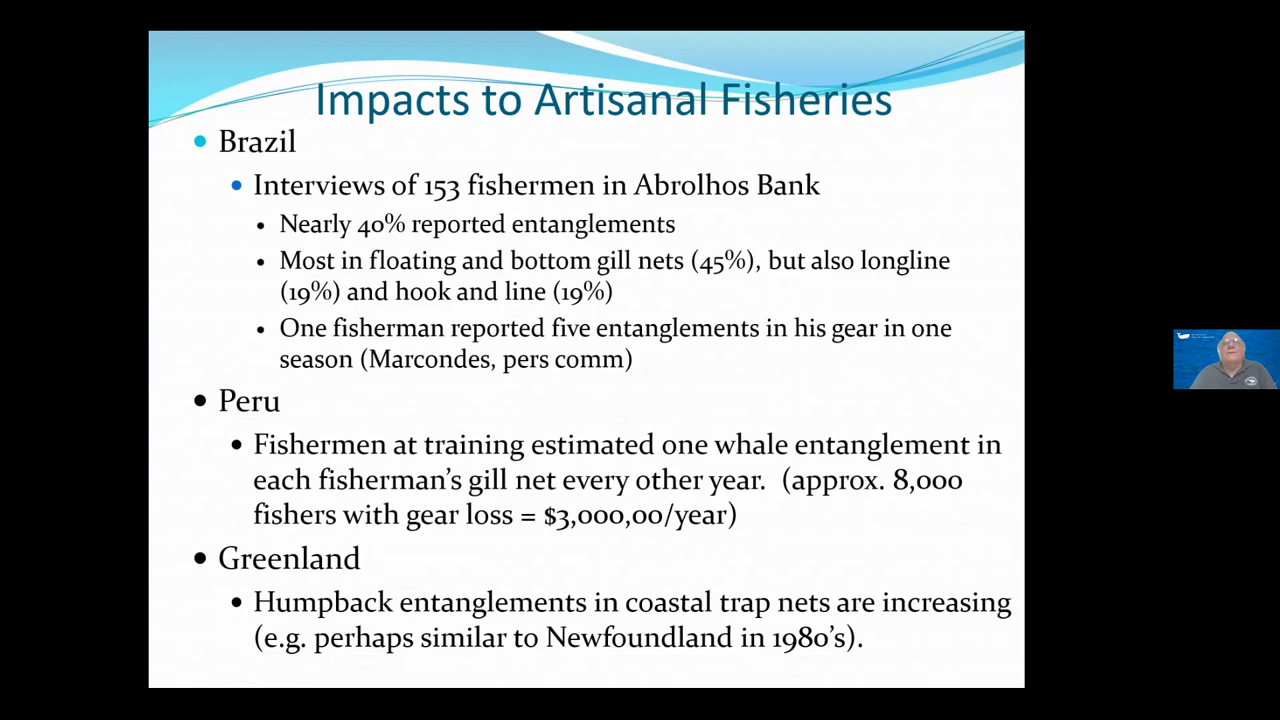 Impacts to Artisanal Fisheries
• Brazil
• Interviews of 153 fishermen in Abrolhos Bank
• Nearly 40% reported entanglements
• Most in floating and bottom gill nets (45%), but also longline
(19%) and hook and line (19%)
• One fisherman reported five entanglements in his gear in one
season (Marcondes, pers comm)
• Peru
• Fishermen at training estimated one whale entanglement in
each fisherman's gill net every other year.  (approx. 8,000
fishers with gear loss = $3,000,00/year)
• Greenland
• Humpback entanglements in coastal trap nets are increasing
(e.g. perhaps similar to Newfoundland in 1980's).